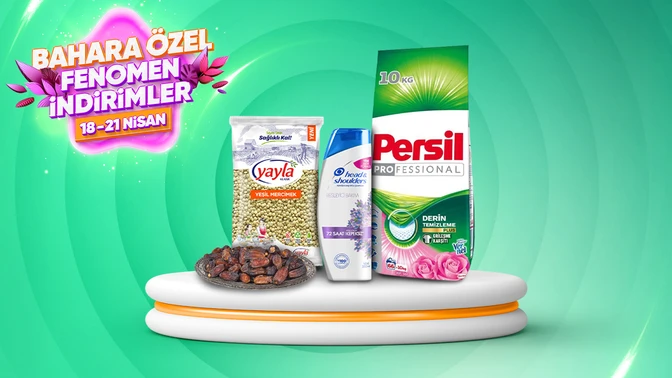 BAHARA ÖZEL
FENOMEN
İNDİRİMLER
18-21 NİSAN
Sağlıklı Kal!
yayla
YEŞİL MERCİMEK
head &
shoulders
72 SAAT
10 KG
Persil
PROFESSIONAL
DERİN
TEMİZLEME
PLUS